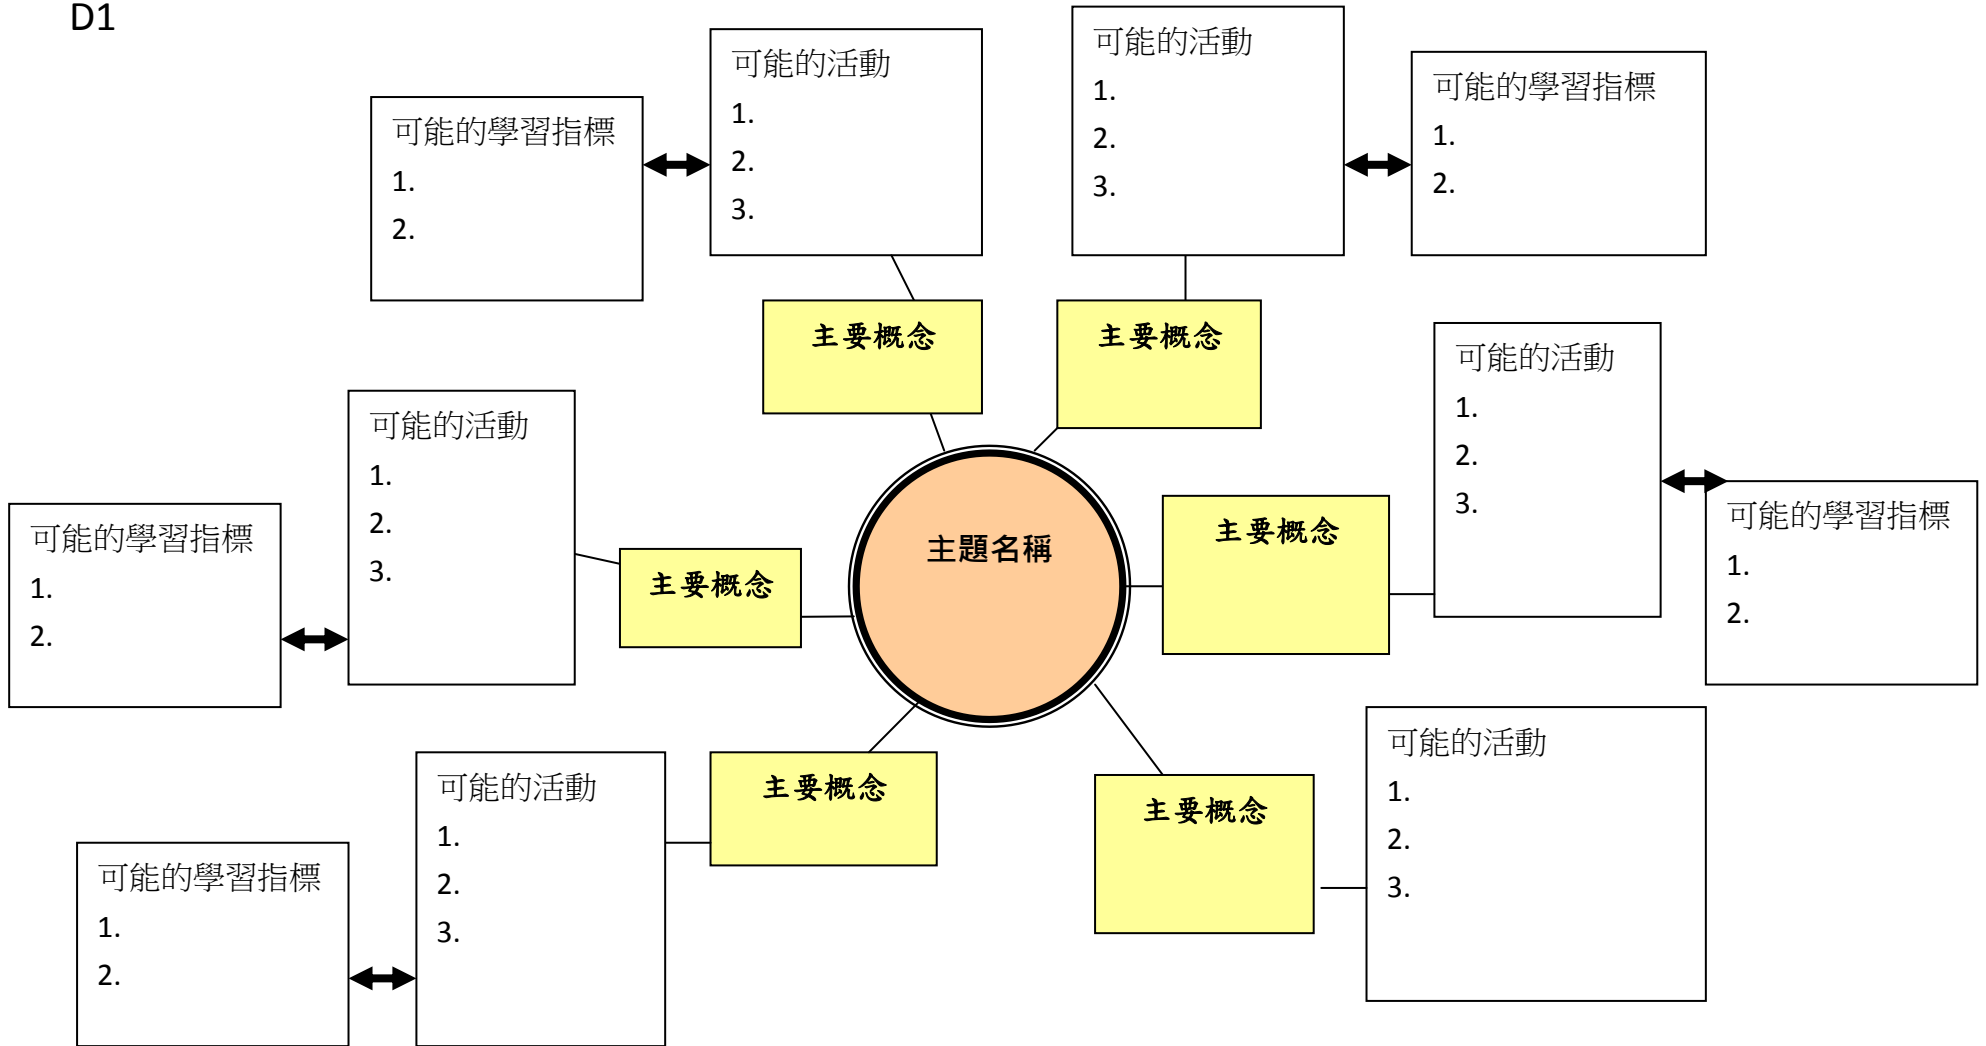 D1
可能的活動
1.
2.
3.
可能的學習指標
1.
2.
可能的活動
1.
2.
3.
可能的學習指標
1.
2.
主要概念
主要概念
可能的活動
1.
2.
3.
可能的學習指標
1.
2.
可能的活動
1.
2.
3.
可能的學習指標
1.
2.
主要概念
主題名稱
主要概念
可能的活動
1.
2.
3.
可能的學習指標
1.
2.
主要概念
主要概念
可能的活動
1.
2.
3.